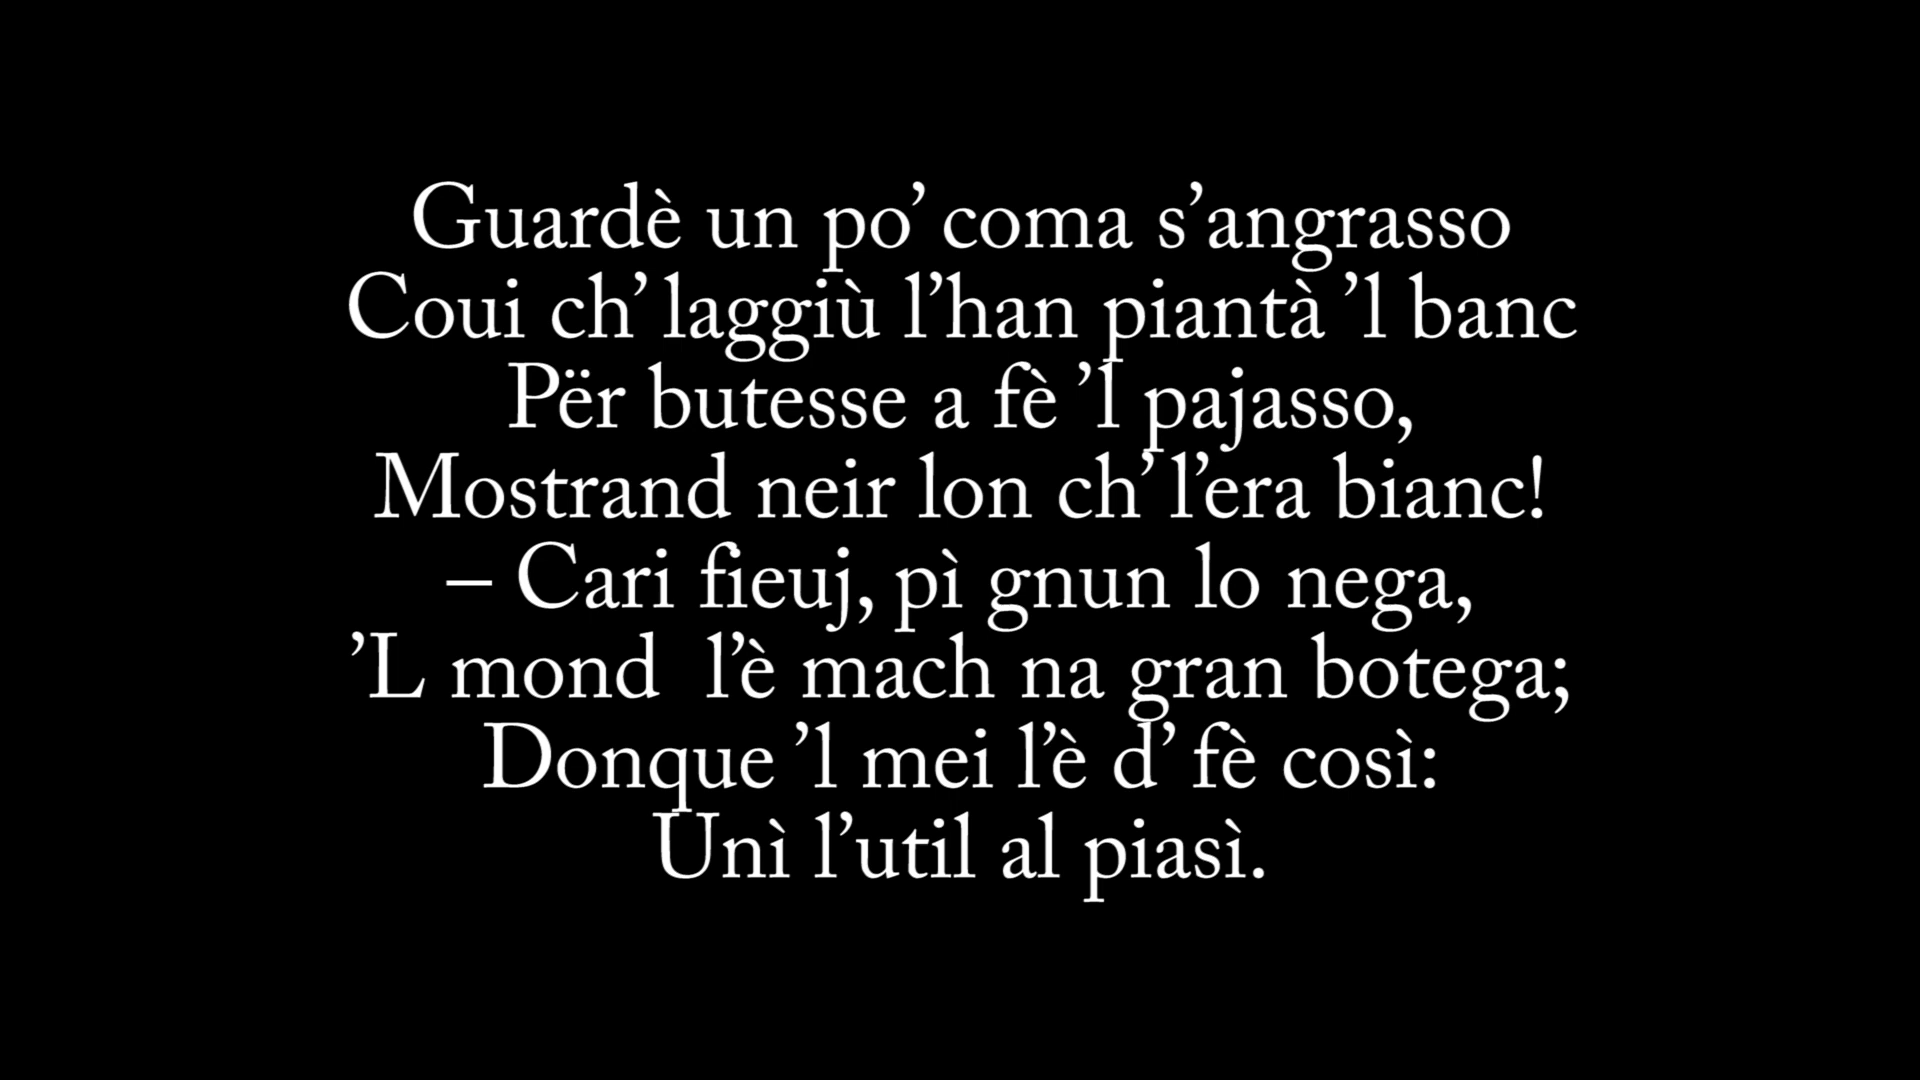 Guardè un po’ coma s’angrasso
Coui ch’ laggiù l’han piantà ’l banc
Për butesse a fè ’l pajasso,
Mostrand neir lon ch’ l’era bianc!
– Cari fieuj, pì gnun lo nega,
’L mond  l’è mach na gran botega;
Donque ’l mei l’è d’ fè così:
Unì l’util al piasì.